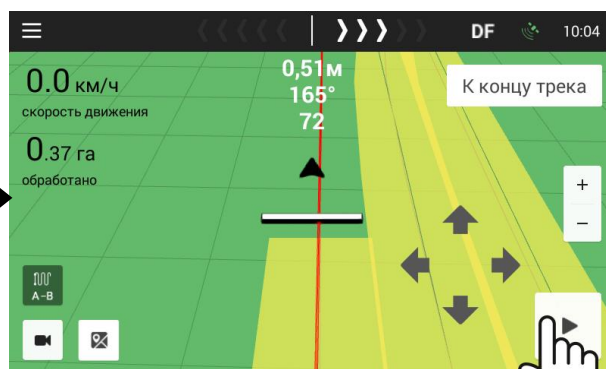 DF
10:04
0.0 км/ч
скорость движения
0,51м
165°
72
К концу трека
0.37 га
обработано
+
−
A–B